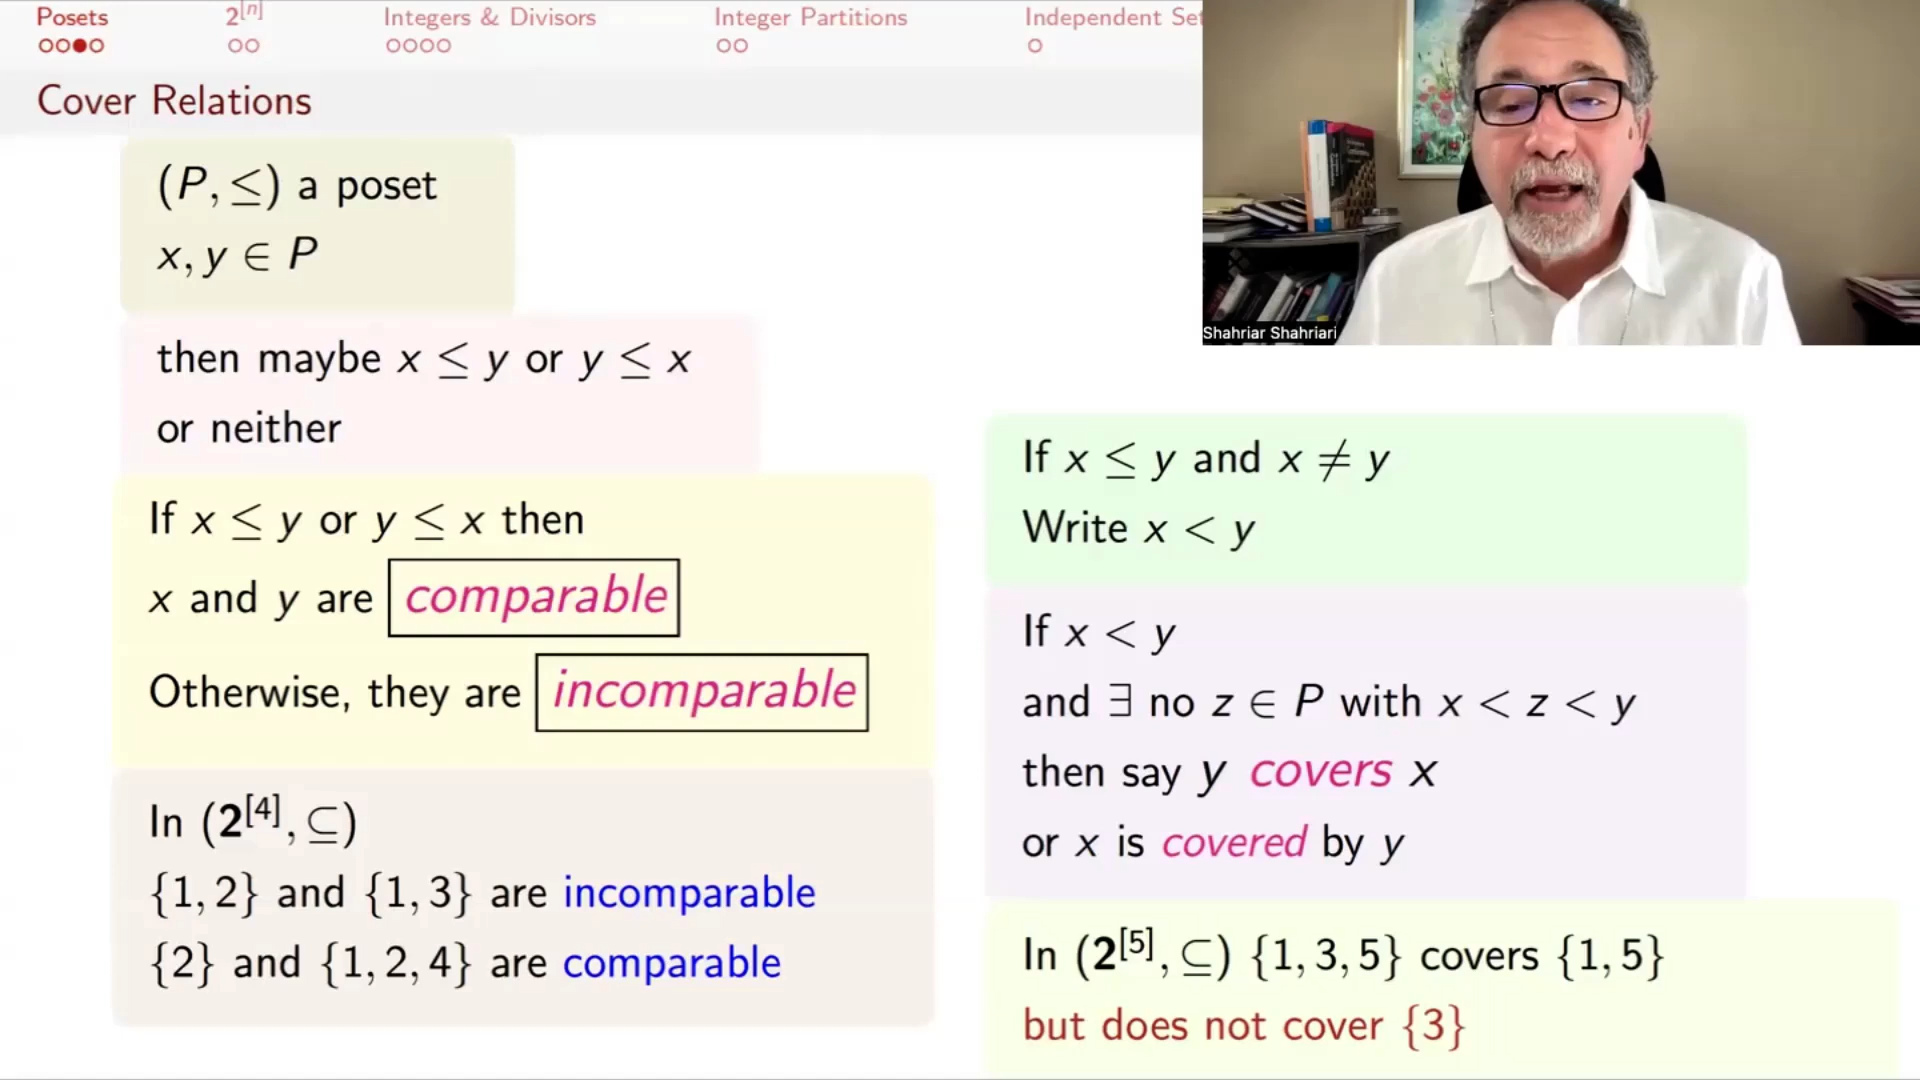 Posets 2^[n] Integers & Divisors Integer Partitions Independent Set
Cover Relations
(P, ≤) a poset
x, y ∈ P
then maybe x ≤ y or y ≤ x
or neither
If x ≤ y or y ≤ x then
x and y are comparable
Otherwise, they are incomparable
In (2^[4], ⊆)
{1, 2} and {1, 3} are incomparable
{2} and {1, 2, 4} are comparable
Shahriar Shahriari
If x ≤ y and x ≠ y
Write x < y
If x < y
and ∃ no z ∈ P with x < z < y
then say y covers x
or x is covered by y
In (2^[5], ⊆) {1, 3, 5} covers {1, 5}
but does not cover {3}